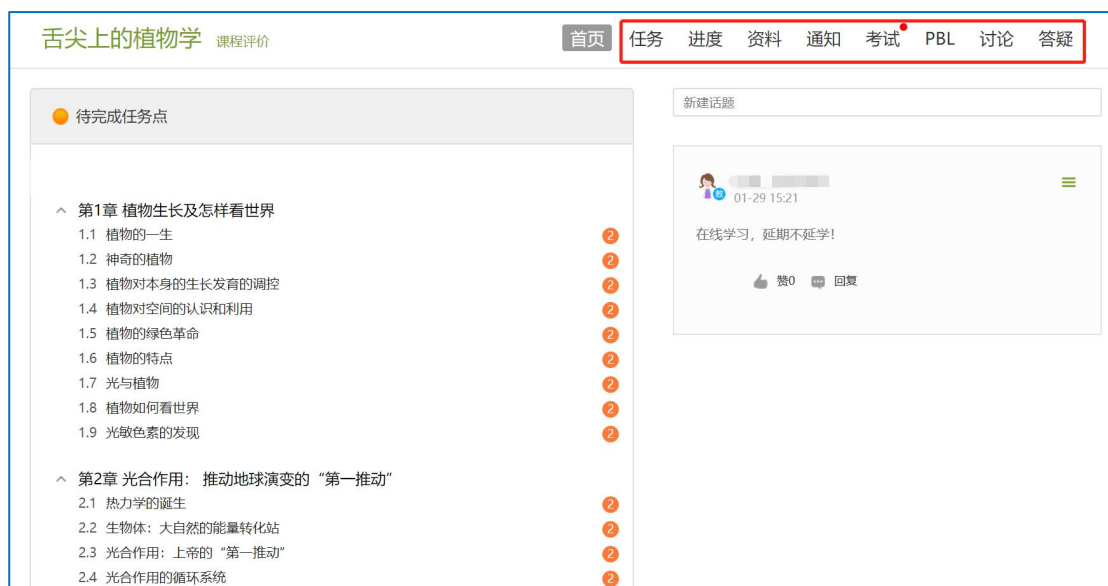 舌尖上的植物学 课程评价
首页 任务 进度 资料 通知 考试 PBL 讨论 答疑
待完成任务点
第1章 植物生长及怎样看世界
1.1 植物的一生 2
1.2 神奇的植物 2
1.3 植物对本身的生长发育的调控 2
1.4 植物对空间的认识和利用 2
1.5 植物的绿色革命 2
1.6 植物的特点 2
1.7 光与植物 2
1.8 植物如何看世界 2
1.9 光敏色素的发现 2
第2章 光合作用： 推动地球演变的“第一推动”
2.1 热力学的诞生 2
2.2 生物体：大自然的能量转化站 2
2.3 光合作用：上帝的“第一推动” 2
2.4 光合作用的循环系统 2
新建话题
教
01-29 15:21
在线学习，延期不延学！
赞0 回复